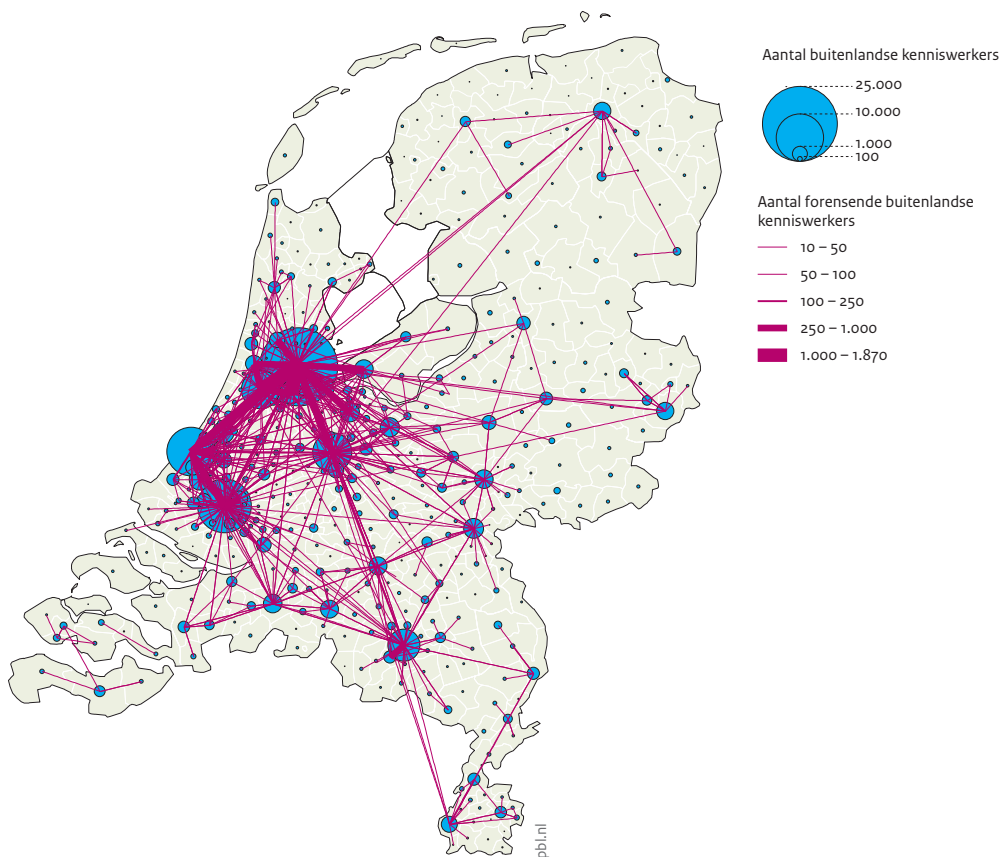 Aantal buitenlandse kenniswerkers
25.000
10.000
1.000
100
Aantal forensende buitenlandse
kenniswerkers
10 – 50
50 – 100
100 – 250
250 – 1.000
1.000 – 1.870
pbl.nl